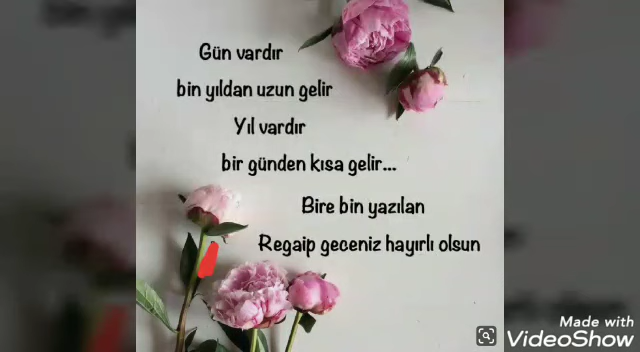 Gün vardır
bin yıldan uzun gelir
Yıl vardır
bir günden kısa gelir...
Bire bin yazılan
Regaip geceniz hayırlı olsun
Made with
VideoShow